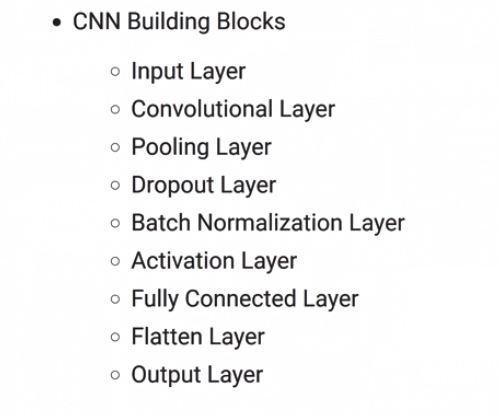 • CNN Building Blocks
○ Input Layer
○ Convolutional Layer
○ Pooling Layer
○ Dropout Layer
○ Batch Normalization Layer
○ Activation Layer
○ Fully Connected Layer
○ Flatten Layer
○ Output Layer